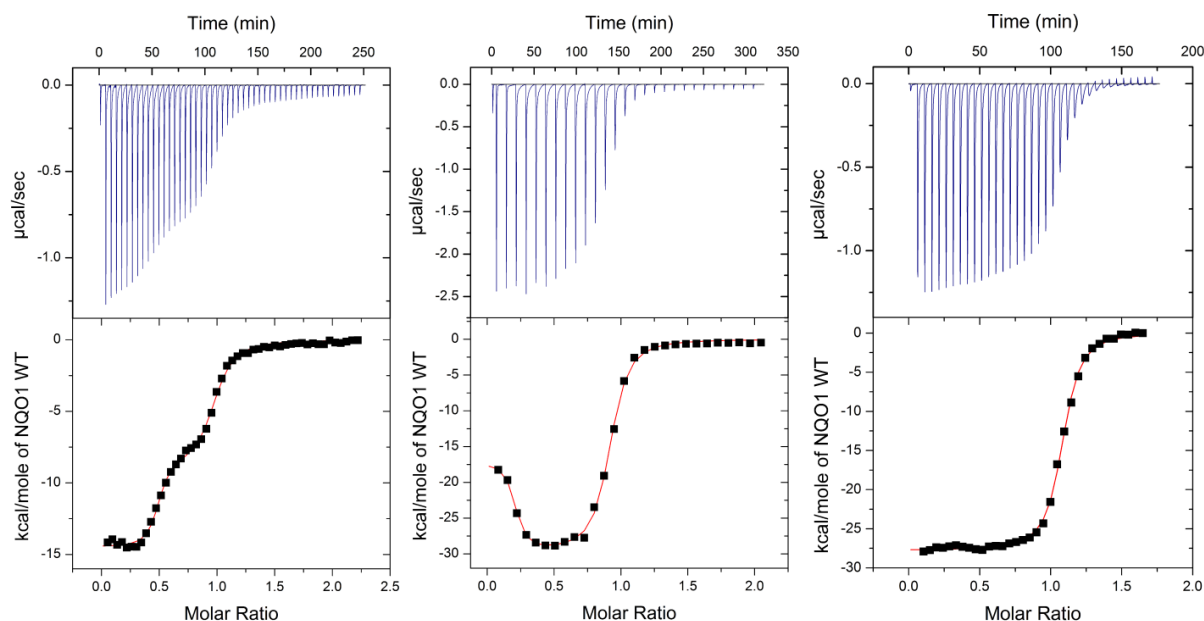 Time (min)
0 50 100 150 200 250
0.0
-0.5
-1.0
µcal/sec
0
-5
-10
-15
kcal/mole of NQO1 WT
0.0 0.5 1.0 1.5 2.0 2.5
Molar Ratio
Time (min)
0 50 100 150 200 250 300 350
0.0
-0.5
-1.0
-1.5
-2.0
-2.5
µcal/sec
0
-5
-10
-15
-20
-25
-30
kcal/mole of NQO1 WT
0.0 0.5 1.0 1.5 2.0
Molar Ratio
Time (min)
0 50 100 150 200
0.0
-0.5
-1.0
µcal/sec
0
-5
-10
-15
-20
-25
-30
kcal/mole of NQO1 WT
0.0 0.5 1.0 1.5 2.0
Molar Ratio